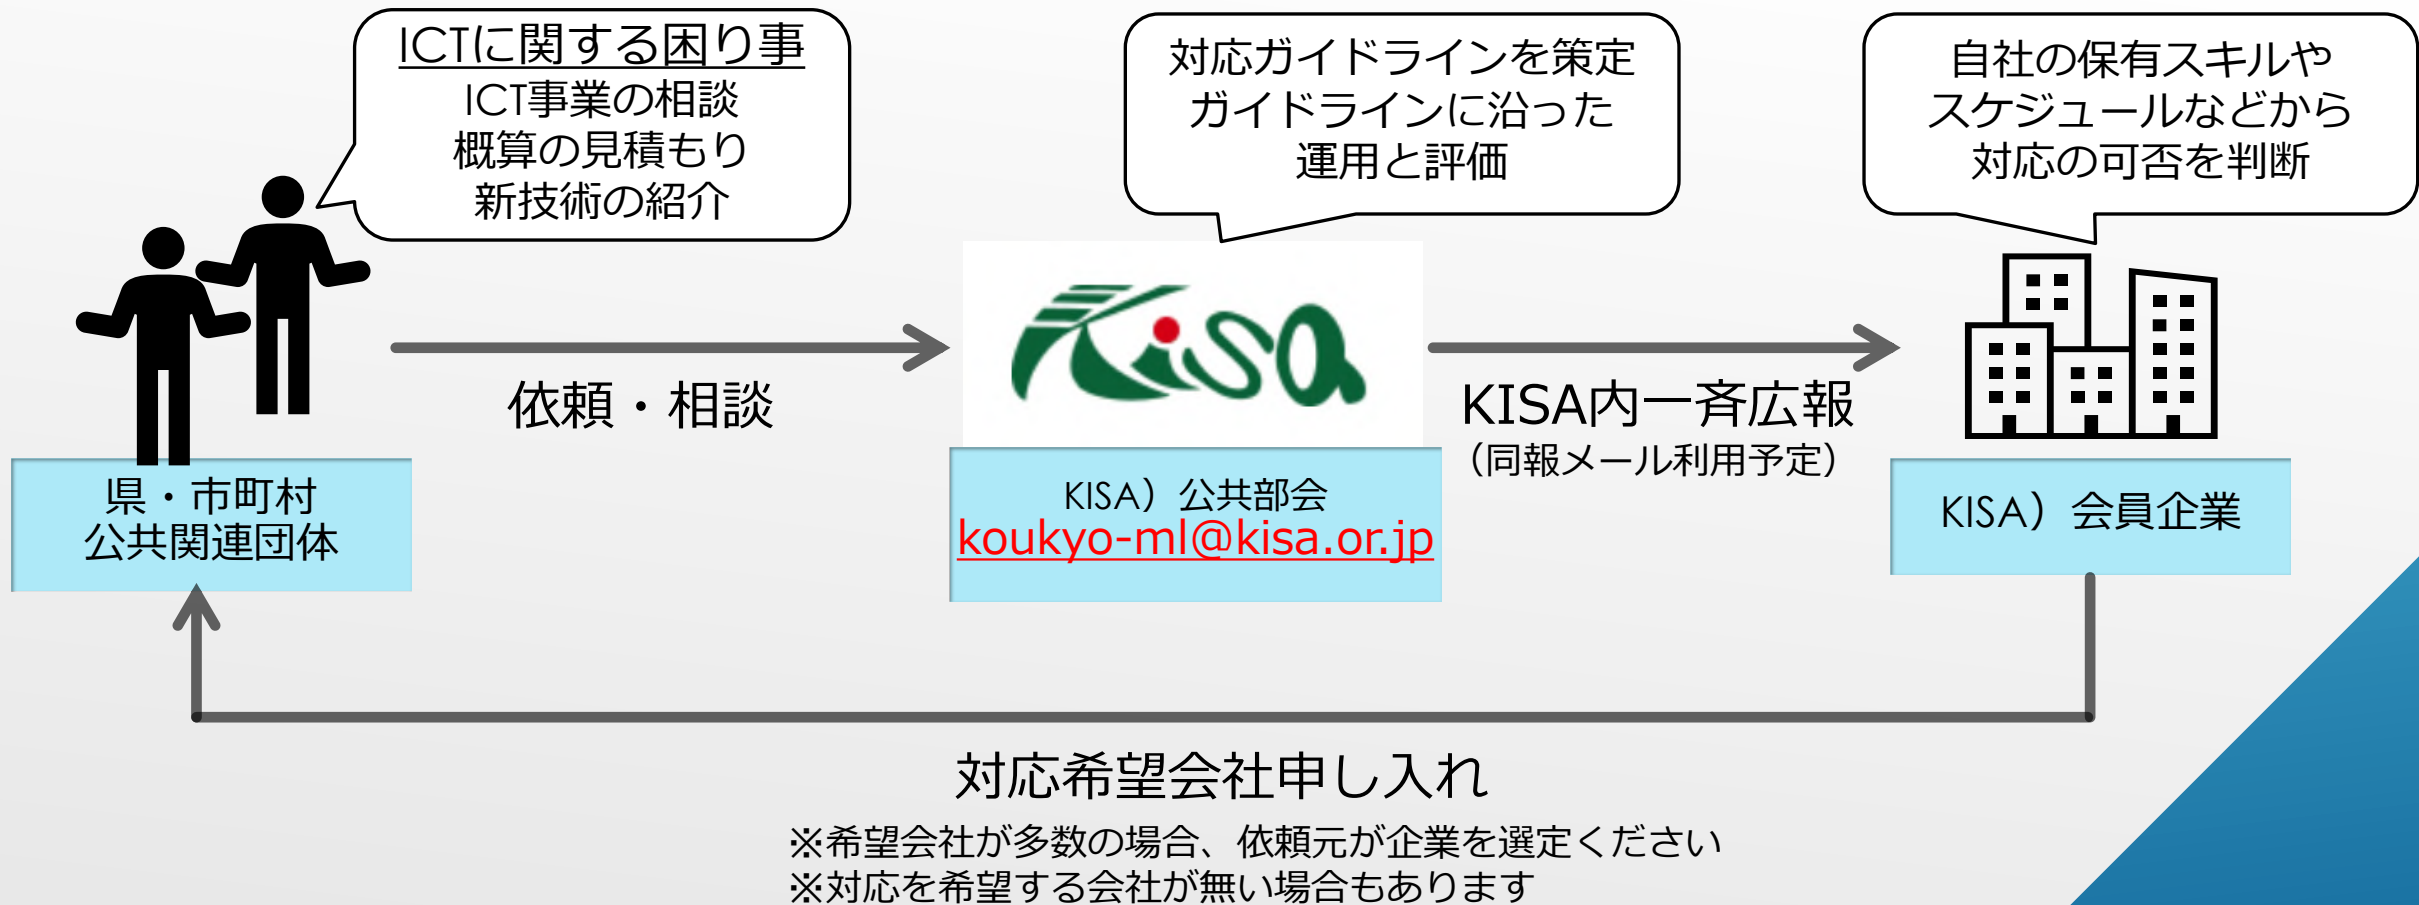 ICTに関する困り事
ICT事業の相談
概算の見積もり
新技術の紹介
対応ガイドラインを策定
ガイドラインに沿った
運用と評価
自社の保有スキルや
スケジュールなどから
対応の可否を判断
Kisa
依頼・相談
KISA内一斉広報
（同報メール利用予定）
県・市町村
公共関連団体
KISA）公共部会
koukyo-ml@kisa.or.jp
KISA）会員企業
対応希望会社申し入れ
※希望会社が多数の場合、依頼元が企業を選定ください
※対応を希望する会社が無い場合もあります